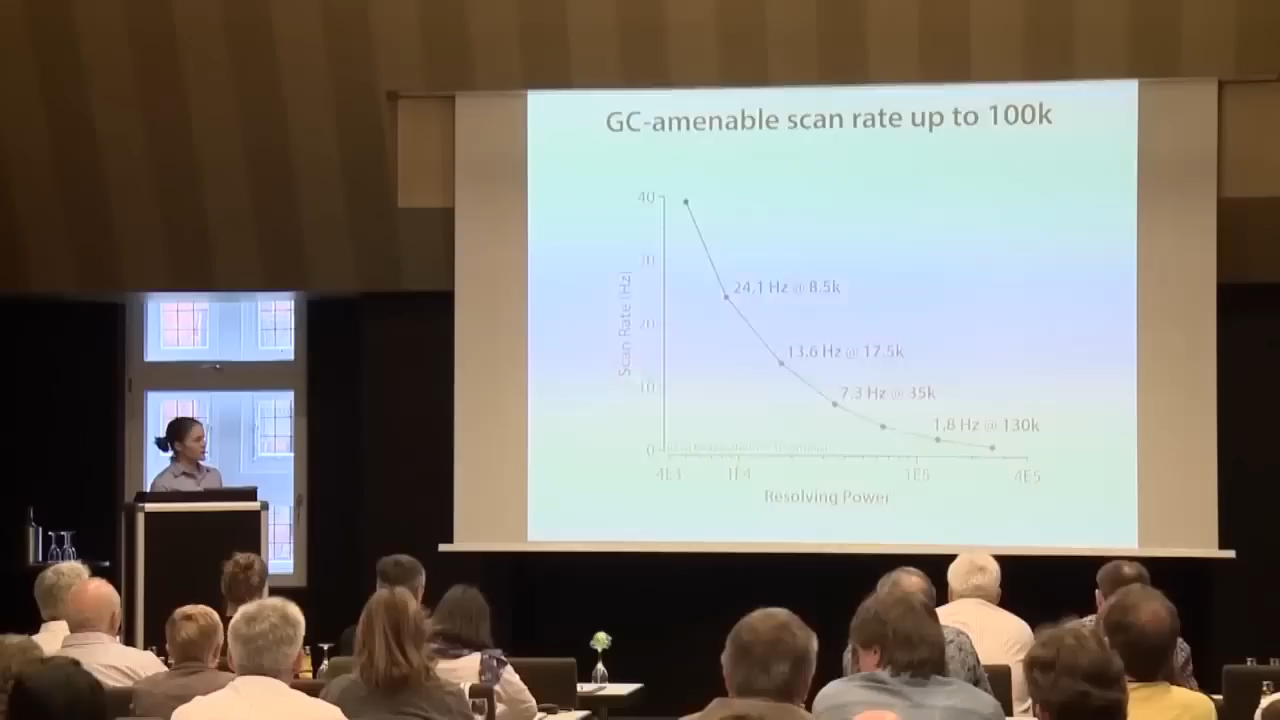 GC-amenable scan rate up to 100k
40
30
24.1 Hz @ 8.5k
20
Scan Rate (Hz)
13.6 Hz @ 17.5k
10
7.3 Hz @ 35k
1.8 Hz @ 130k
0
4E3
1E4
1E5
4E5
Resolving Power